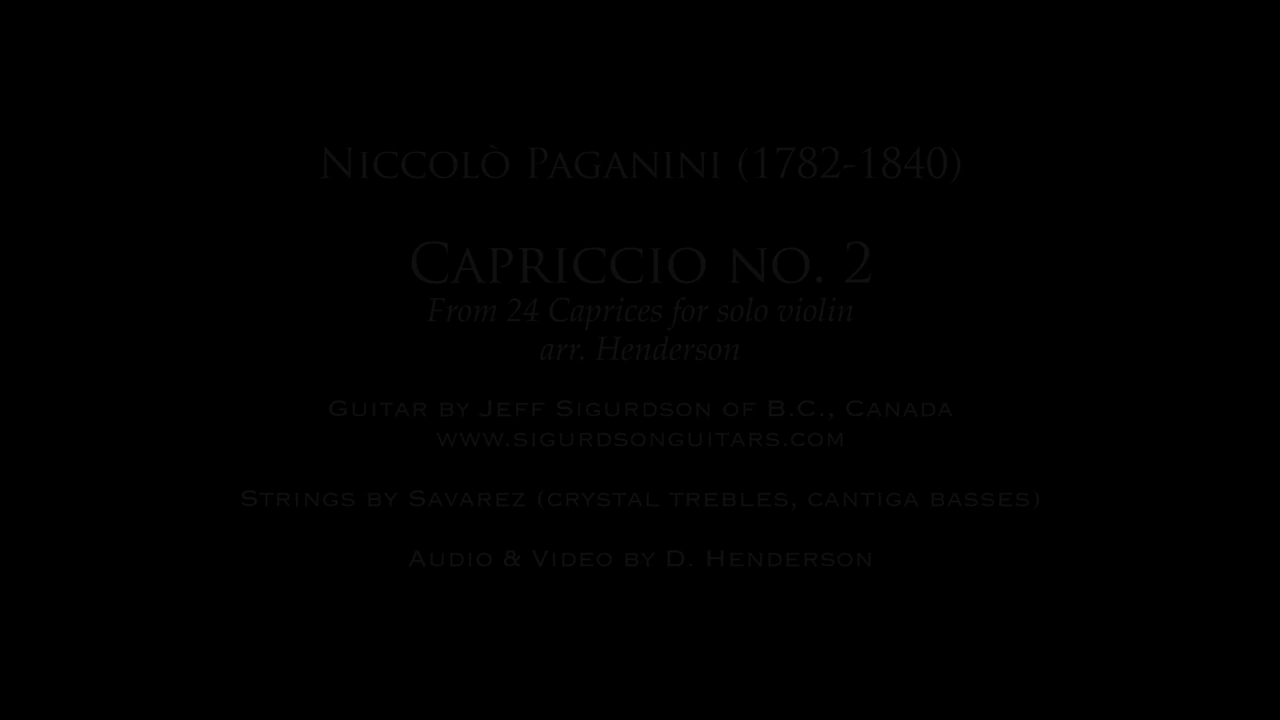 Niccolò Paganini (1782-1840)
Capriccio no. 2
From 24 Caprices for solo violin
arr. Henderson
Guitar by Jeff Sigurdson of B.C., Canada
www.sigurdsonguitars.com
Strings by Savarez (crystal trebles, cantiga basses)
Audio & Video by D. Henderson